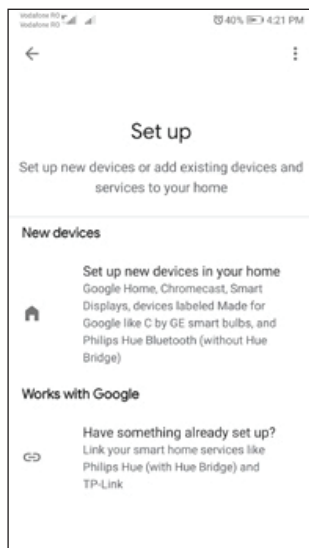 Vodafone RO
Vodafone RO
40% 4:21 PM
Set up
Set up new devices or add existing devices and
services to your home
New devices
Set up new devices in your home
Google Home, Chromecast, Smart
Displays, devices labeled Made for
Google like C by GE smart bulbs, and
Philips Hue Bluetooth (without Hue
Bridge)
Works with Google
Have something already set up?
Link your smart home services like
Philips Hue (with Hue Bridge) and
TP-Link